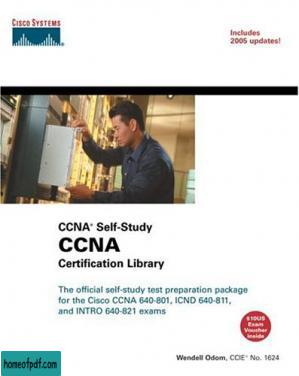 CISCO SYSTEMS
Includes
2005 updates!
CCNA® Self-Study
CCNA
Certification Library
The official self-study test preparation package
for the Cisco CCNA 640-801, ICND 640-811,
and INTRO 640-821 exams
$10US
Exam
Voucher
Inside
Wendell Odom, CCIE® No. 1624
homeofpdf.com